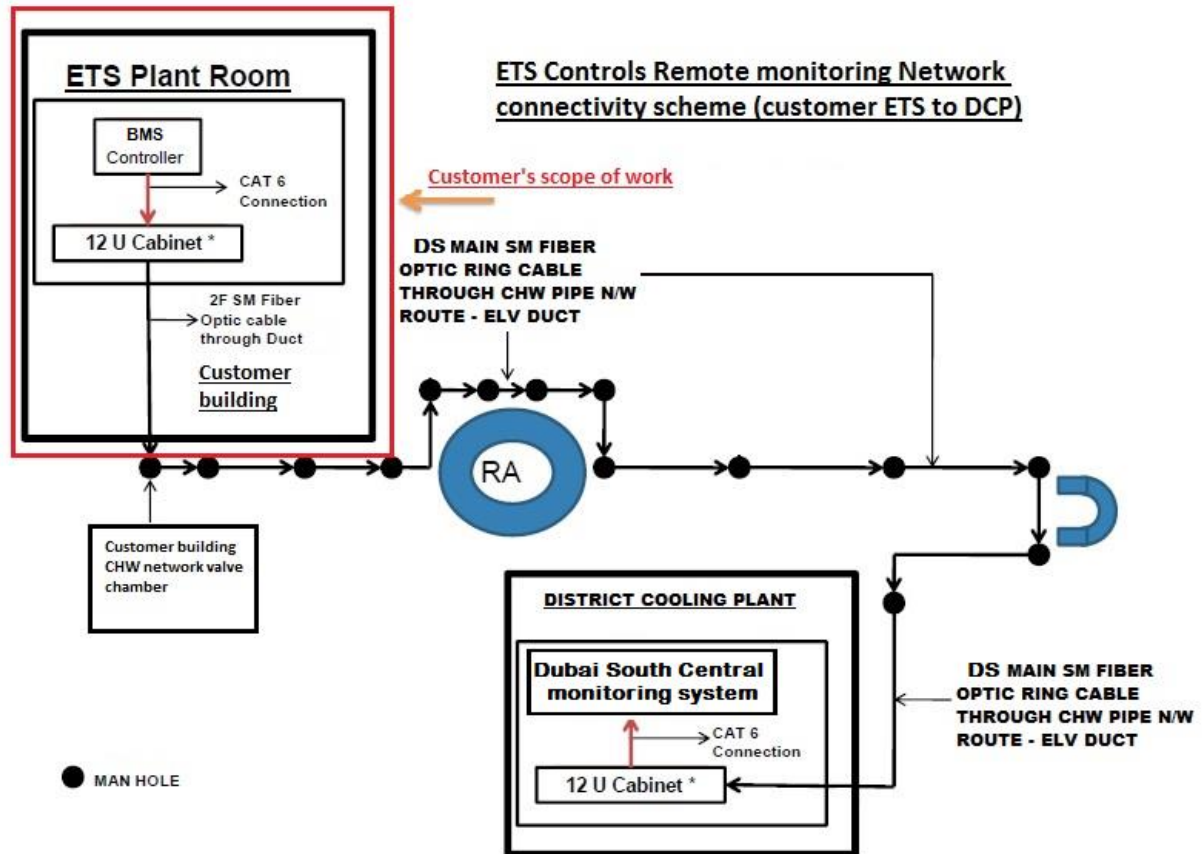 ETS Plant Room
BMS
Controller
CAT 6
Connection
12 U Cabinet *
2F SM Fiber
Optic cable
through Duct
Customer
building
ETS Controls Remote monitoring Network
connectivity scheme (customer ETS to DCP)
Customer's scope of work
DS MAIN SM FIBER
OPTIC RING CABLE
THROUGH CHW PIPE N/W
ROUTE - ELV DUCT
RA
Customer building
CHW network valve
chamber
DISTRICT COOLING PLANT
Dubai South Central
monitoring system
CAT 6
Connection
12 U Cabinet *
DS MAIN SM FIBER
OPTIC RING CABLE
THROUGH CHW PIPE N/W
ROUTE - ELV DUCT
MAN HOLE